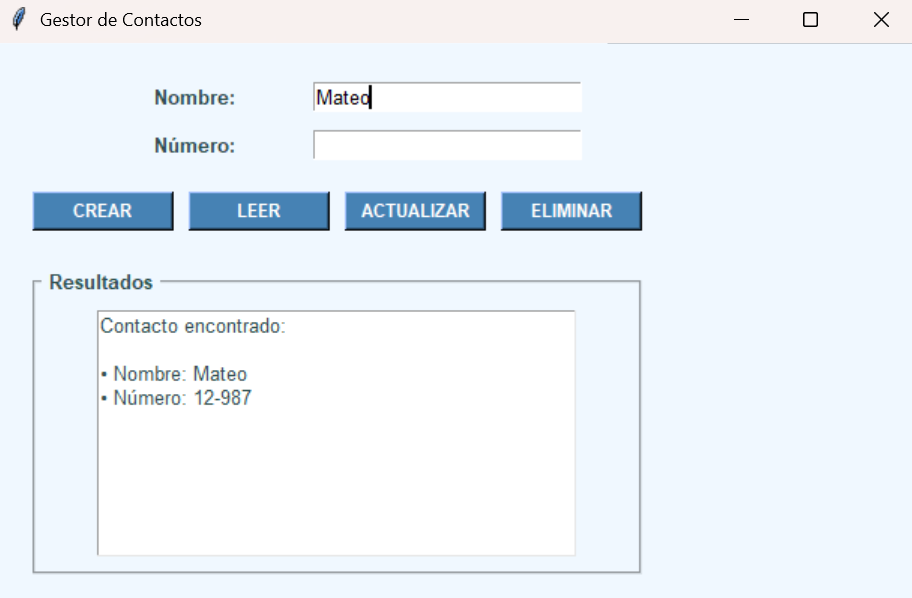 Gestor de Contactos
Nombre: Mateo
Número:
CREAR LEER ACTUALIZAR ELIMINAR
Resultados
Contacto encontrado:
• Nombre: Mateo
• Número: 12-987